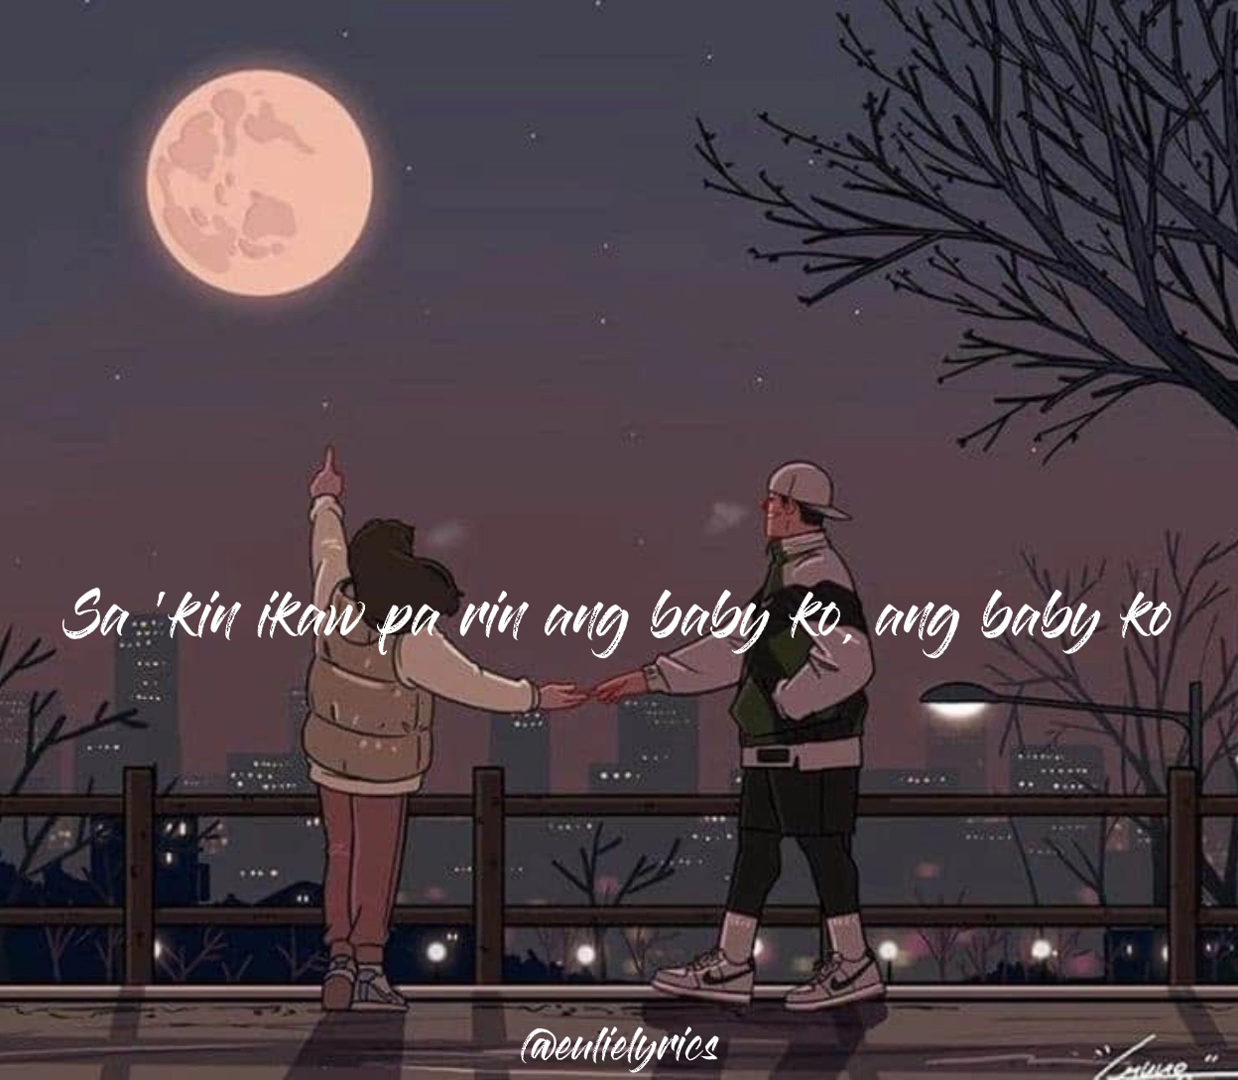 Sa 'kin ikaw pa rin ang baby ko, ang baby ko
@eulielyrics